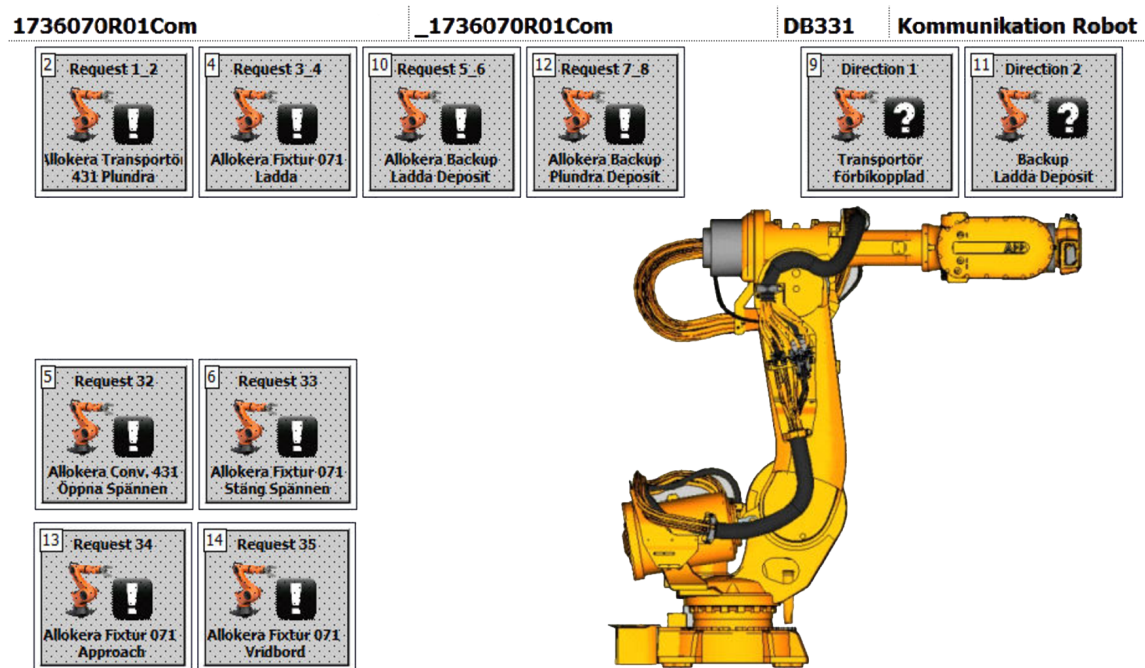 1736070R01Com _1736070R01Com DB331 Kommunikation Robot
2 Request 1_2
Allokera Transportör
431 Plundra
4 Request 3_4
Allokera Fixtur 071
Ladda
10 Request 5_6
Allokera Backup
Ladda Deposit
12 Request 7_8
Allokera Backup
Plundra Deposit
9 Direction 1
Transportör
Förbikopplad
11 Direction 2
Backup
Ladda Deposit
ABB
5 Request 32
Allokera Conv. 431
Öppna Spännen
6 Request 33
Allokera Fixtur 071
Stäng Spännen
13 Request 34
Allokera Fixtur 071
Approach
14 Request 35
Allokera Fixtur 071
Vridbord